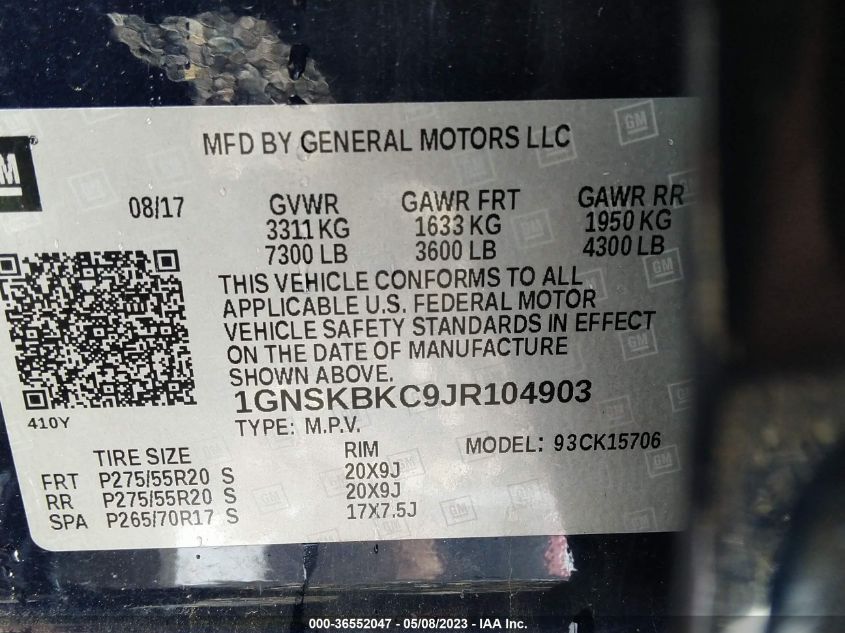 GM
MFD BY GENERAL MOTORS LLC
08/17 GVWR GAWR FRT GAWR RR
3311 KG 1633 KG 1950 KG
7300 LB 3600 LB 4300 LB
THIS VEHICLE CONFORMS TO ALL
APPLICABLE U.S. FEDERAL MOTOR
VEHICLE SAFETY STANDARDS IN EFFECT
ON THE DATE OF MANUFACTURE
SHOWN ABOVE.
1GNSKBKC9JR104903
410Y
TYPE: M.P.V. MODEL: 93CK15706
TIRE SIZE RIM
FRT P275/55R20 S 20X9J
RR P275/55R20 S 20X9J
SPA P265/70R17 S 17X7,5J
000-36552047 - 05/08/2023 - IAA Inc.